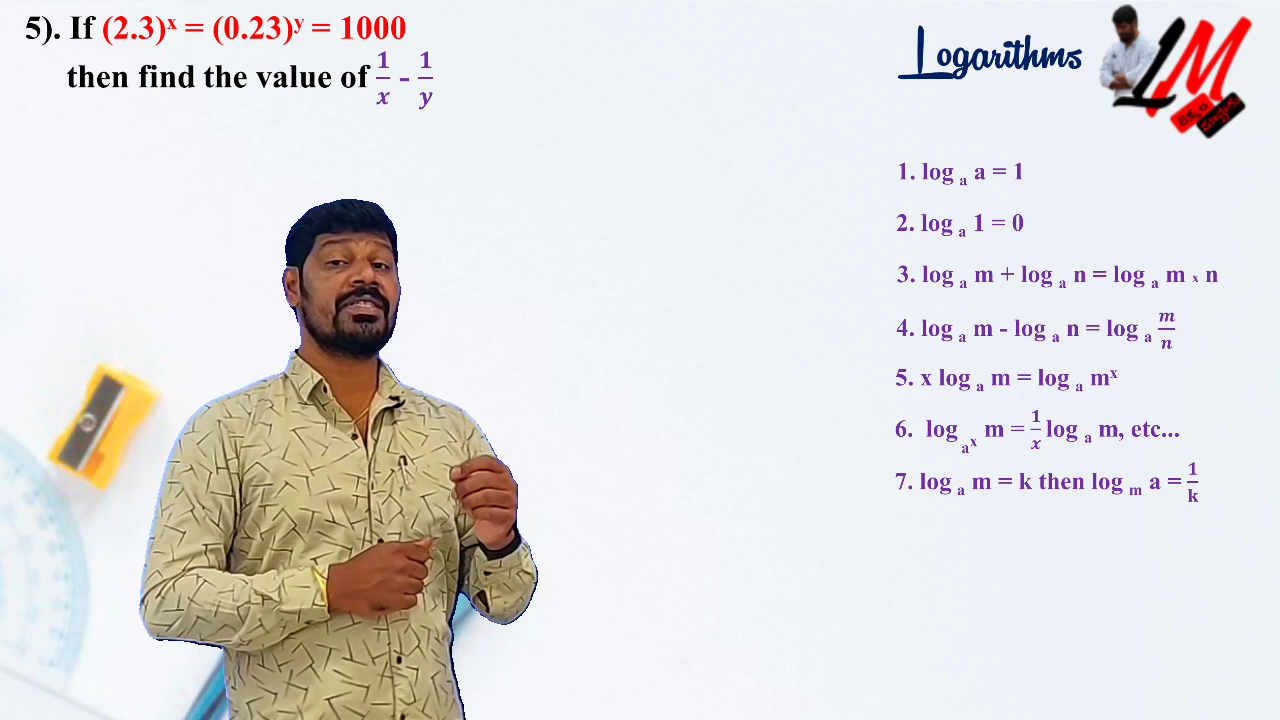 5). If (2.3)ˣ = (0.23)ʸ = 1000
then find the value of 1/x - 1/y
Logarithms
LM
1. log ₐ a = 1
2. log ₐ 1 = 0
3. log ₐ m + log ₐ n = log ₐ m ₓ n
4. log ₐ m - log ₐ n = log ₐ m/n
5. x log ₐ m = log ₐ mˣ
6. log _aˣ m = 1/x log ₐ m, etc...
7. log ₐ m = k then log ₘ a = 1/k